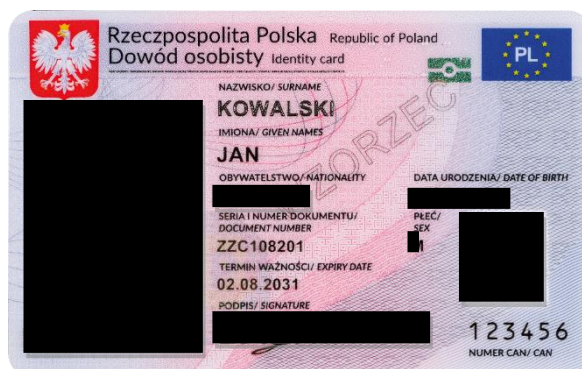 Rzeczpospolita Polska Republic of Poland
Dowód osobisty Identity card
PL
NAZWISKO/ SURNAME
KOWALSKI
IMIONA/ GIVEN NAMES
JAN
WZORZEC
OBYWATELSTWO/ NATIONALITY DATA URODZENIA/ DATE OF BIRTH
SERIA I NUMER DOKUMENTU/ PŁEĆ/
DOCUMENT NUMBER SEX
ZZC108201
TERMIN WAŻNOŚCI/ EXPIRY DATE
02.08.2031
PODPIS/ SIGNATURE
123456
NUMER CAN/ CAN